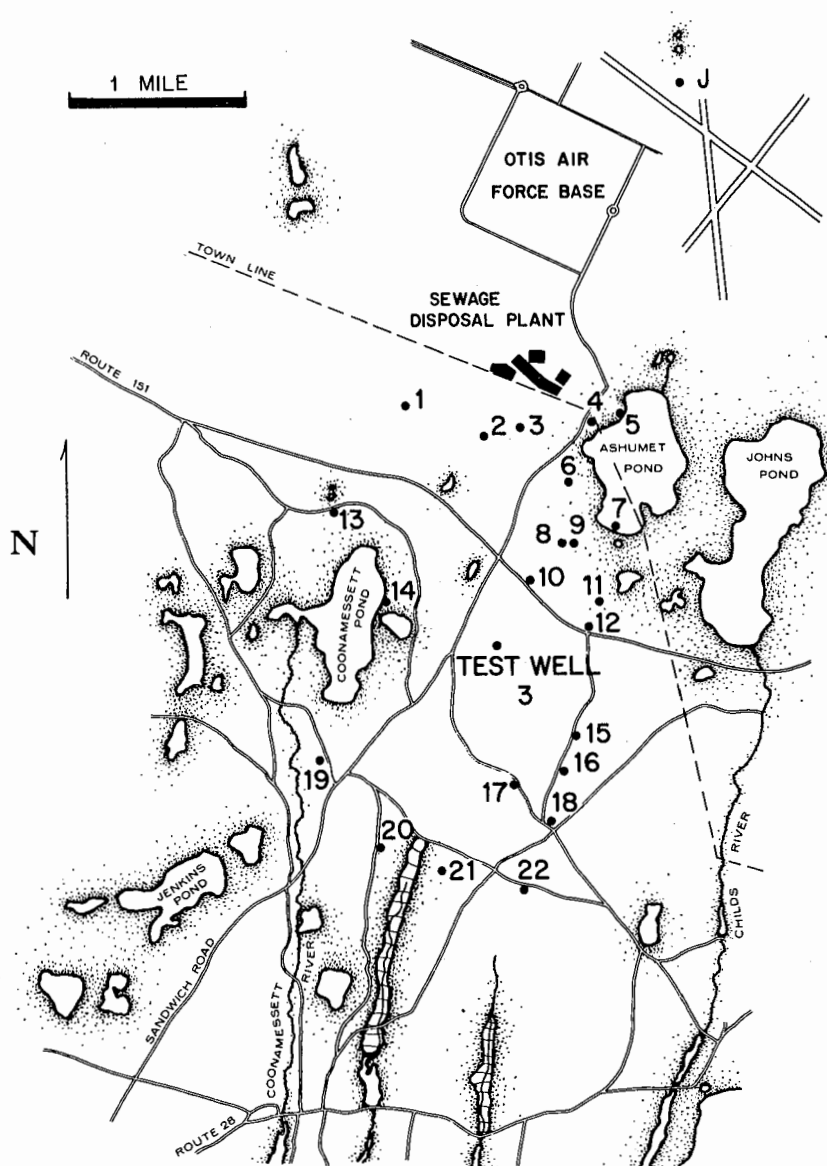 1 MILE
J
OTIS AIR
FORCE BASE
TOWN LINE
SEWAGE
DISPOSAL PLANT
ROUTE 151
1
2
3
4
5
ASHUMET
POND
JOHNS
POND
6
7
N
13
8
9
10
COONAMESSETT
POND
14
11
12
TEST WELL
3
15
16
17
18
19
20
21
22
JENKINS
POND
CHILDS
RIVER
SANDWICH ROAD
COONAMESSETT
RIVER
ROUTE 28